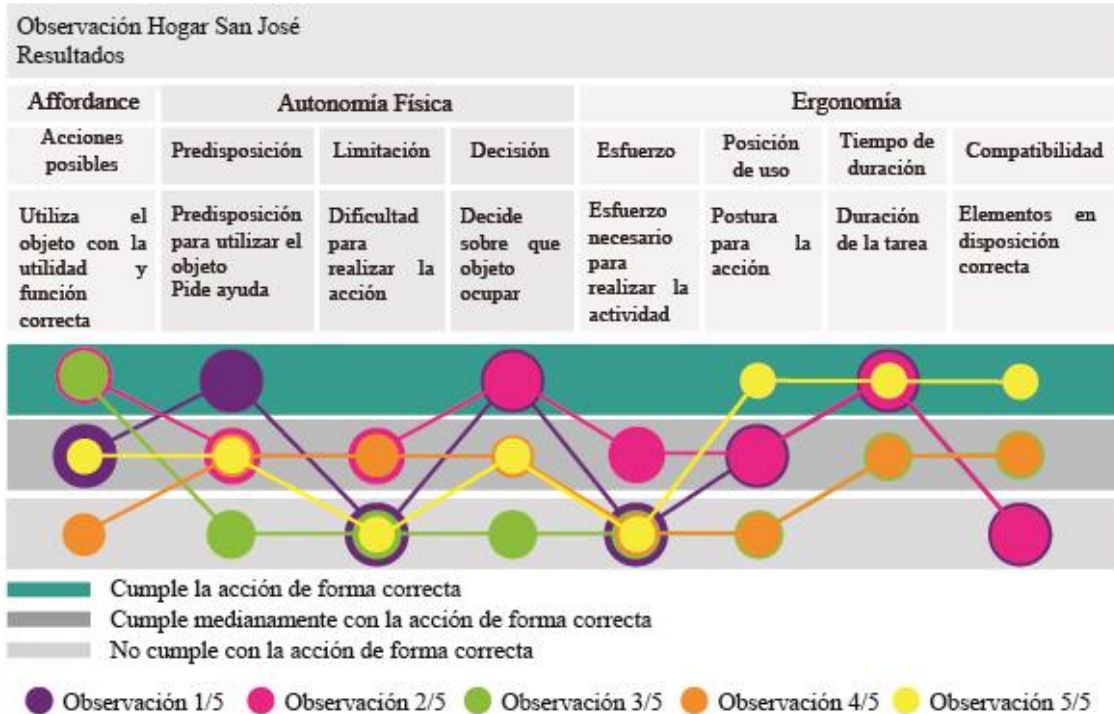 Observación Hogar San José
Resultados
Affordance
Autonomía Física
Ergonomía
Acciones
posibles
Predisposición
Limitación
Decisión
Esfuerzo
Posición
de uso
Tiempo de
duración
Compatibilidad
Utiliza el
objeto con la
utilidad y
función
correcta
Predisposición
para utilizar el
objeto
Pide ayuda
Dificultad
para
realizar la
acción
Decide
sobre que
objeto
ocupar
Esfuerzo
necesario
para
realizar la
actividad
Postura
para la
acción
Duración
de la tarea
Elementos en
disposición
correcta
Cumple la acción de forma correcta
Cumple medianamente con la acción de forma correcta
No cumple con la acción de forma correcta
Observación 1/5
Observación 2/5
Observación 3/5
Observación 4/5
Observación 5/5